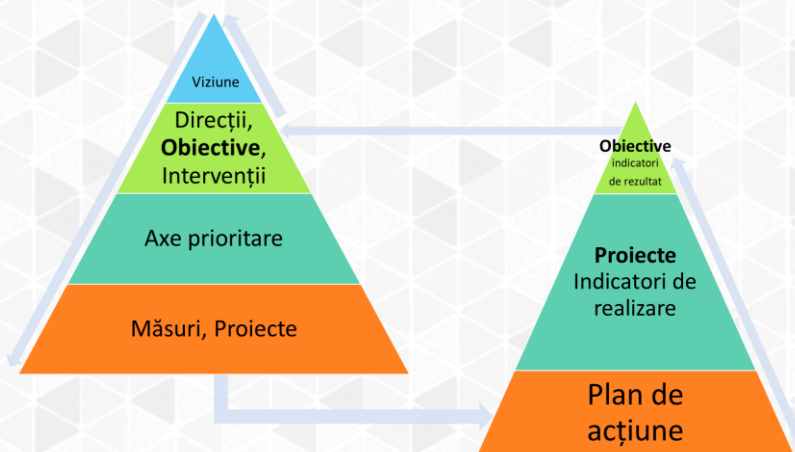 Viziune
Direcții,
Obiective,
Intervenții
Axe prioritare
Măsuri, Proiecte
Obiective
indicatori
de rezultat
Proiecte
Indicatori de
realizare
Plan de
acțiune